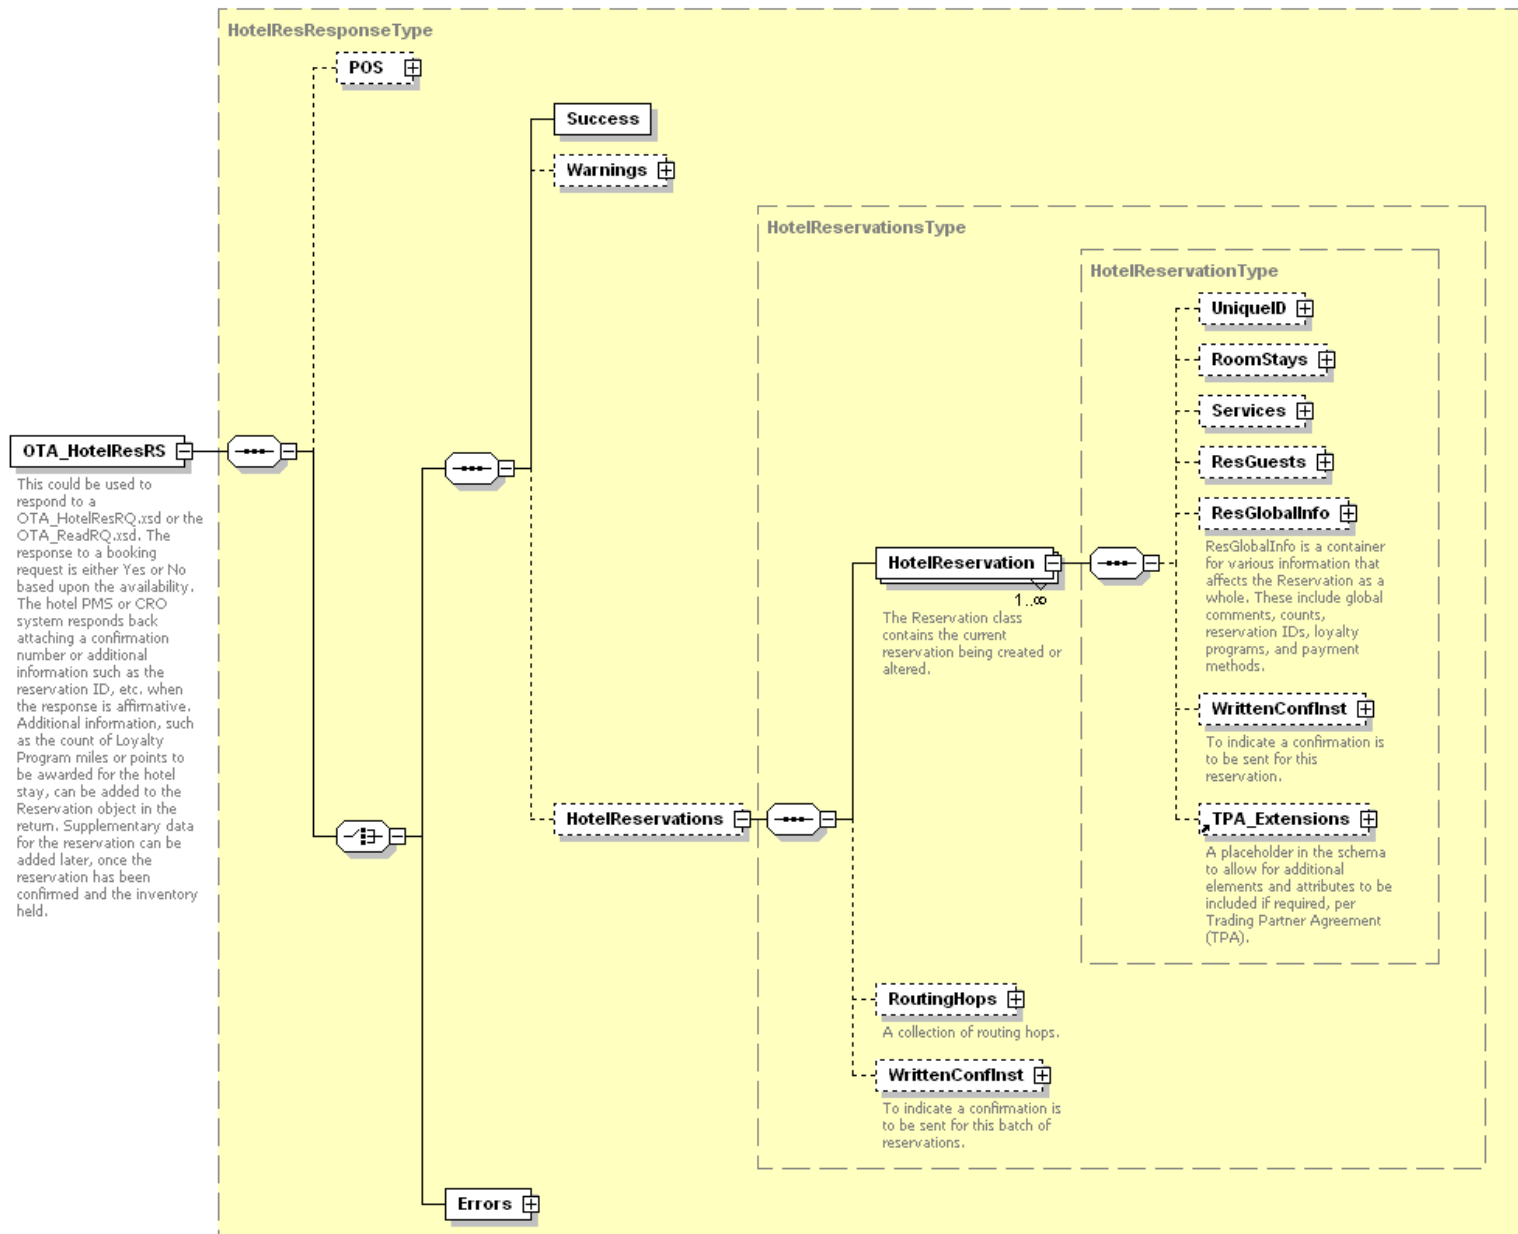 HotelResResponseType
POS
Success
Warnings
HotelReservationsType
HotelReservationType
UniqueID
RoomStays
Services
ResGuests
ResGlobalInfo
ResGlobalInfo is a container
for various information that
affects the Reservation as a
whole. These include global
comments, counts,
reservation IDs, loyalty
programs, and payment
methods.
OTA_HotelResRS
This could be used to
respond to a
OTA_HotelResRQ.xsd or the
OTA_ReadRQ.xsd. The
response to a booking
request is either Yes or No
based upon the availability.
The hotel PMS or CRO
system responds back
attaching a confirmation
number or additional
information such as the
reservation ID, etc. when
the response is affirmative.
Additional information, such
as the count of Loyalty
Program miles or points to
be awarded for the hotel
stay, can be added to the
Reservation object in the
return. Supplementary data
for the reservation can be
added later, once the
reservation has been
confirmed and the inventory
held.
HotelReservation
1..∞
The Reservation class
contains the current
reservation being created or
altered.
WrittenConfInst
To indicate a confirmation is
to be sent for this
reservation.
HotelReservations
TPA_Extensions
A placeholder in the schema
to allow for additional
elements and attributes to be
included if required, per
Trading Partner Agreement
(TPA).
RoutingHops
A collection of routing hops.
WrittenConfInst
To indicate a confirmation is
to be sent for this batch of
reservations.
Errors